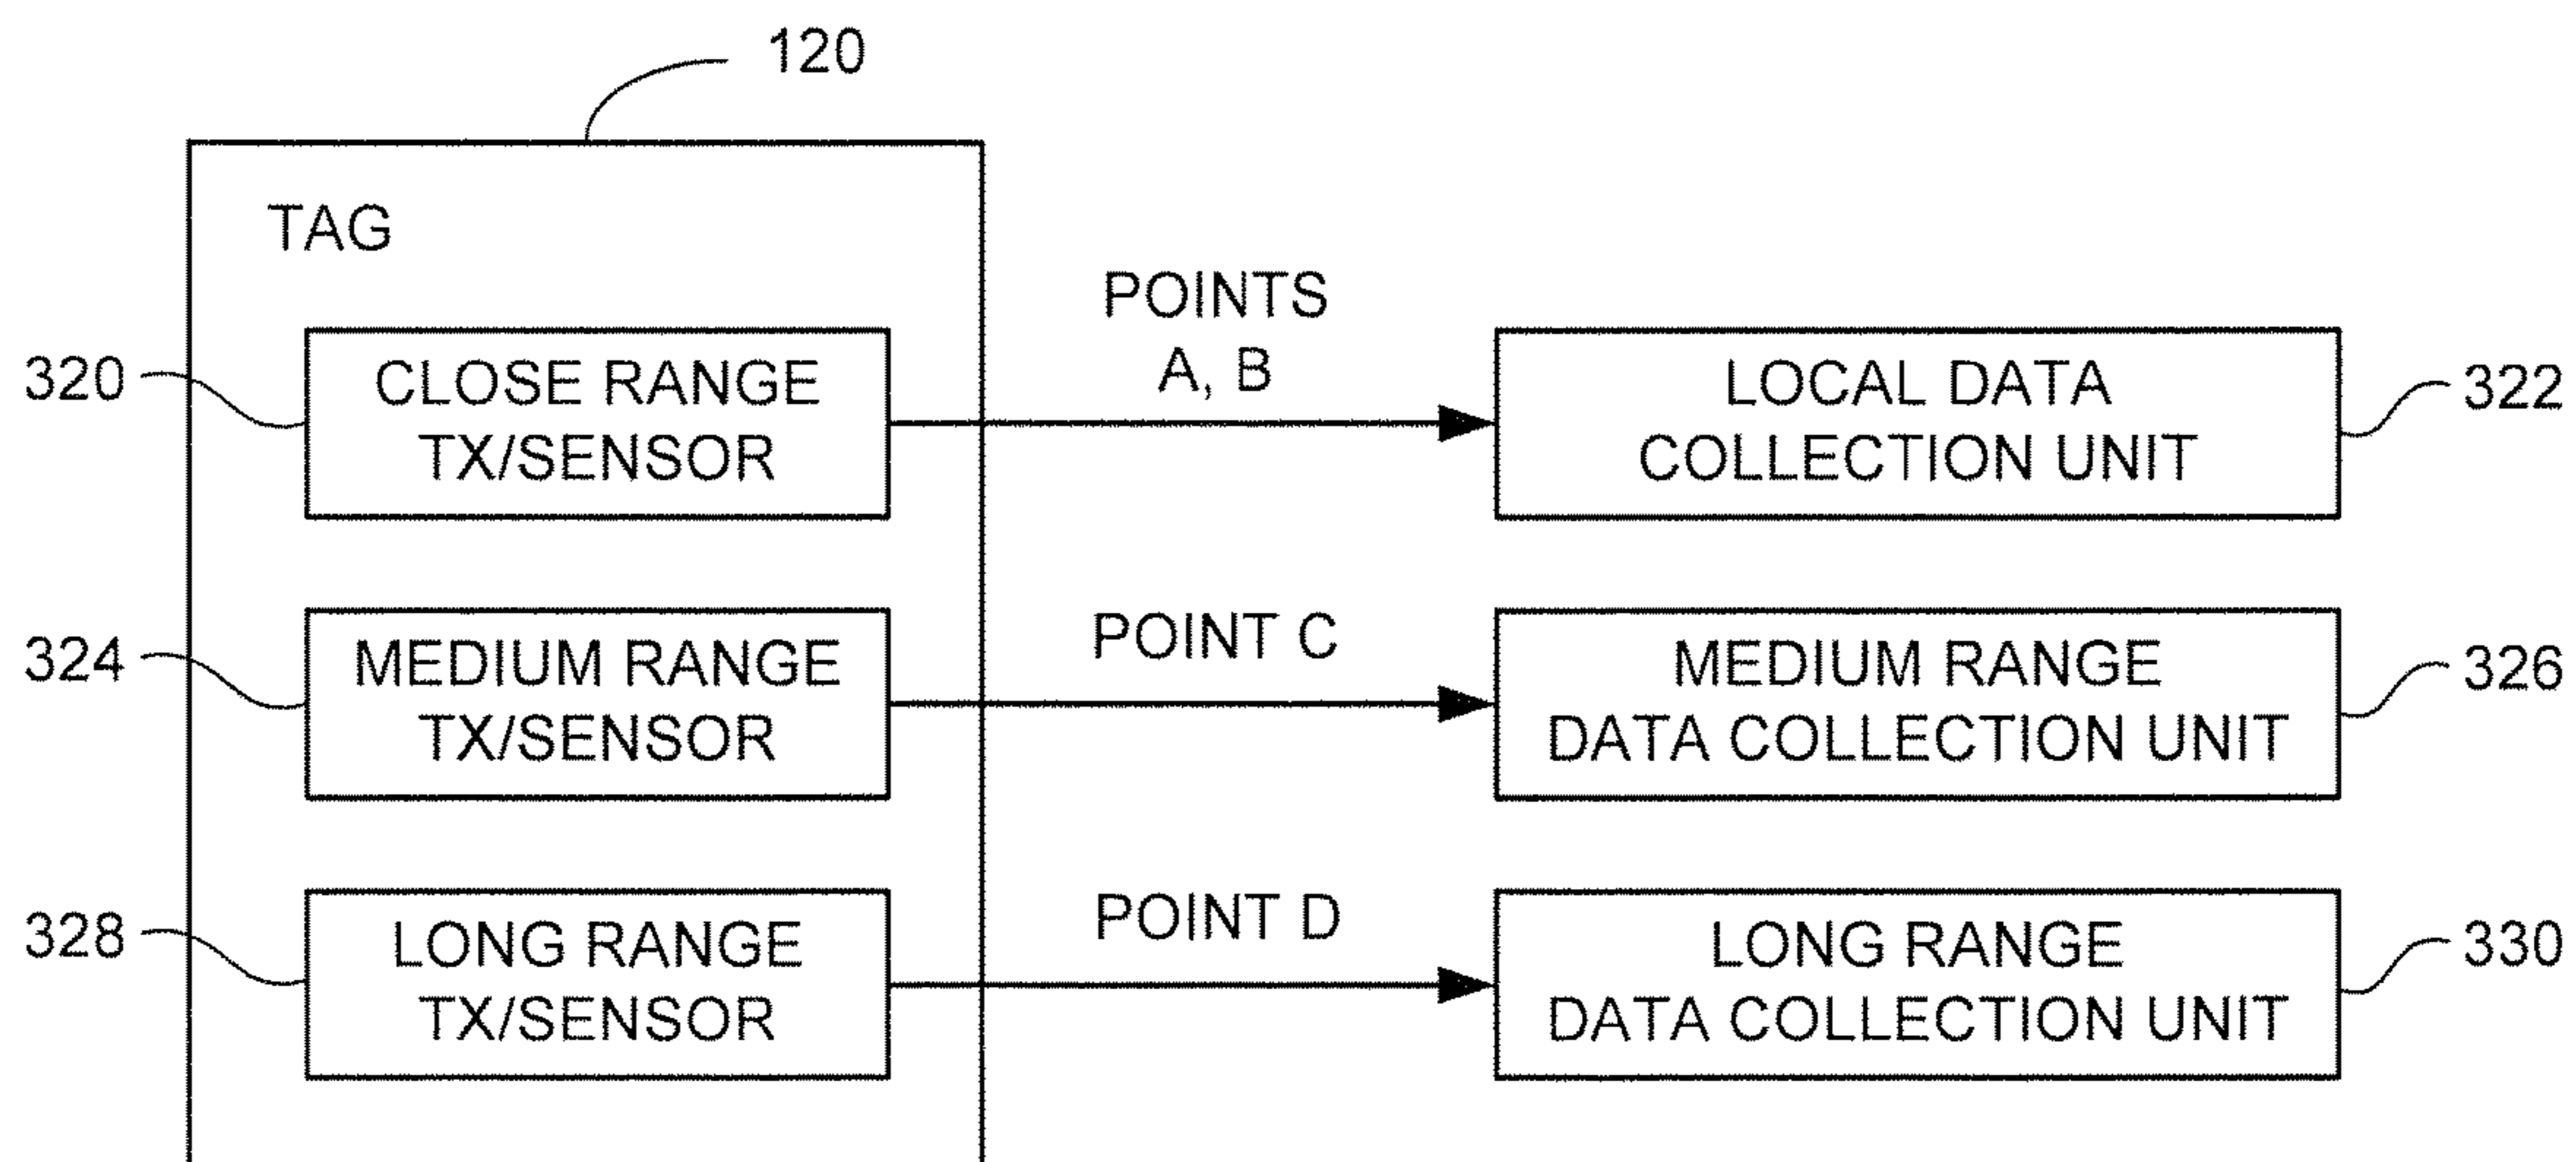 120
TAG
POINTS
A, B
320
CLOSE RANGE
TX/SENSOR
LOCAL DATA
COLLECTION UNIT
322
324
MEDIUM RANGE
TX/SENSOR
POINT C
MEDIUM RANGE
DATA COLLECTION UNIT
326
328
LONG RANGE
TX/SENSOR
POINT D
LONG RANGE
DATA COLLECTION UNIT
330